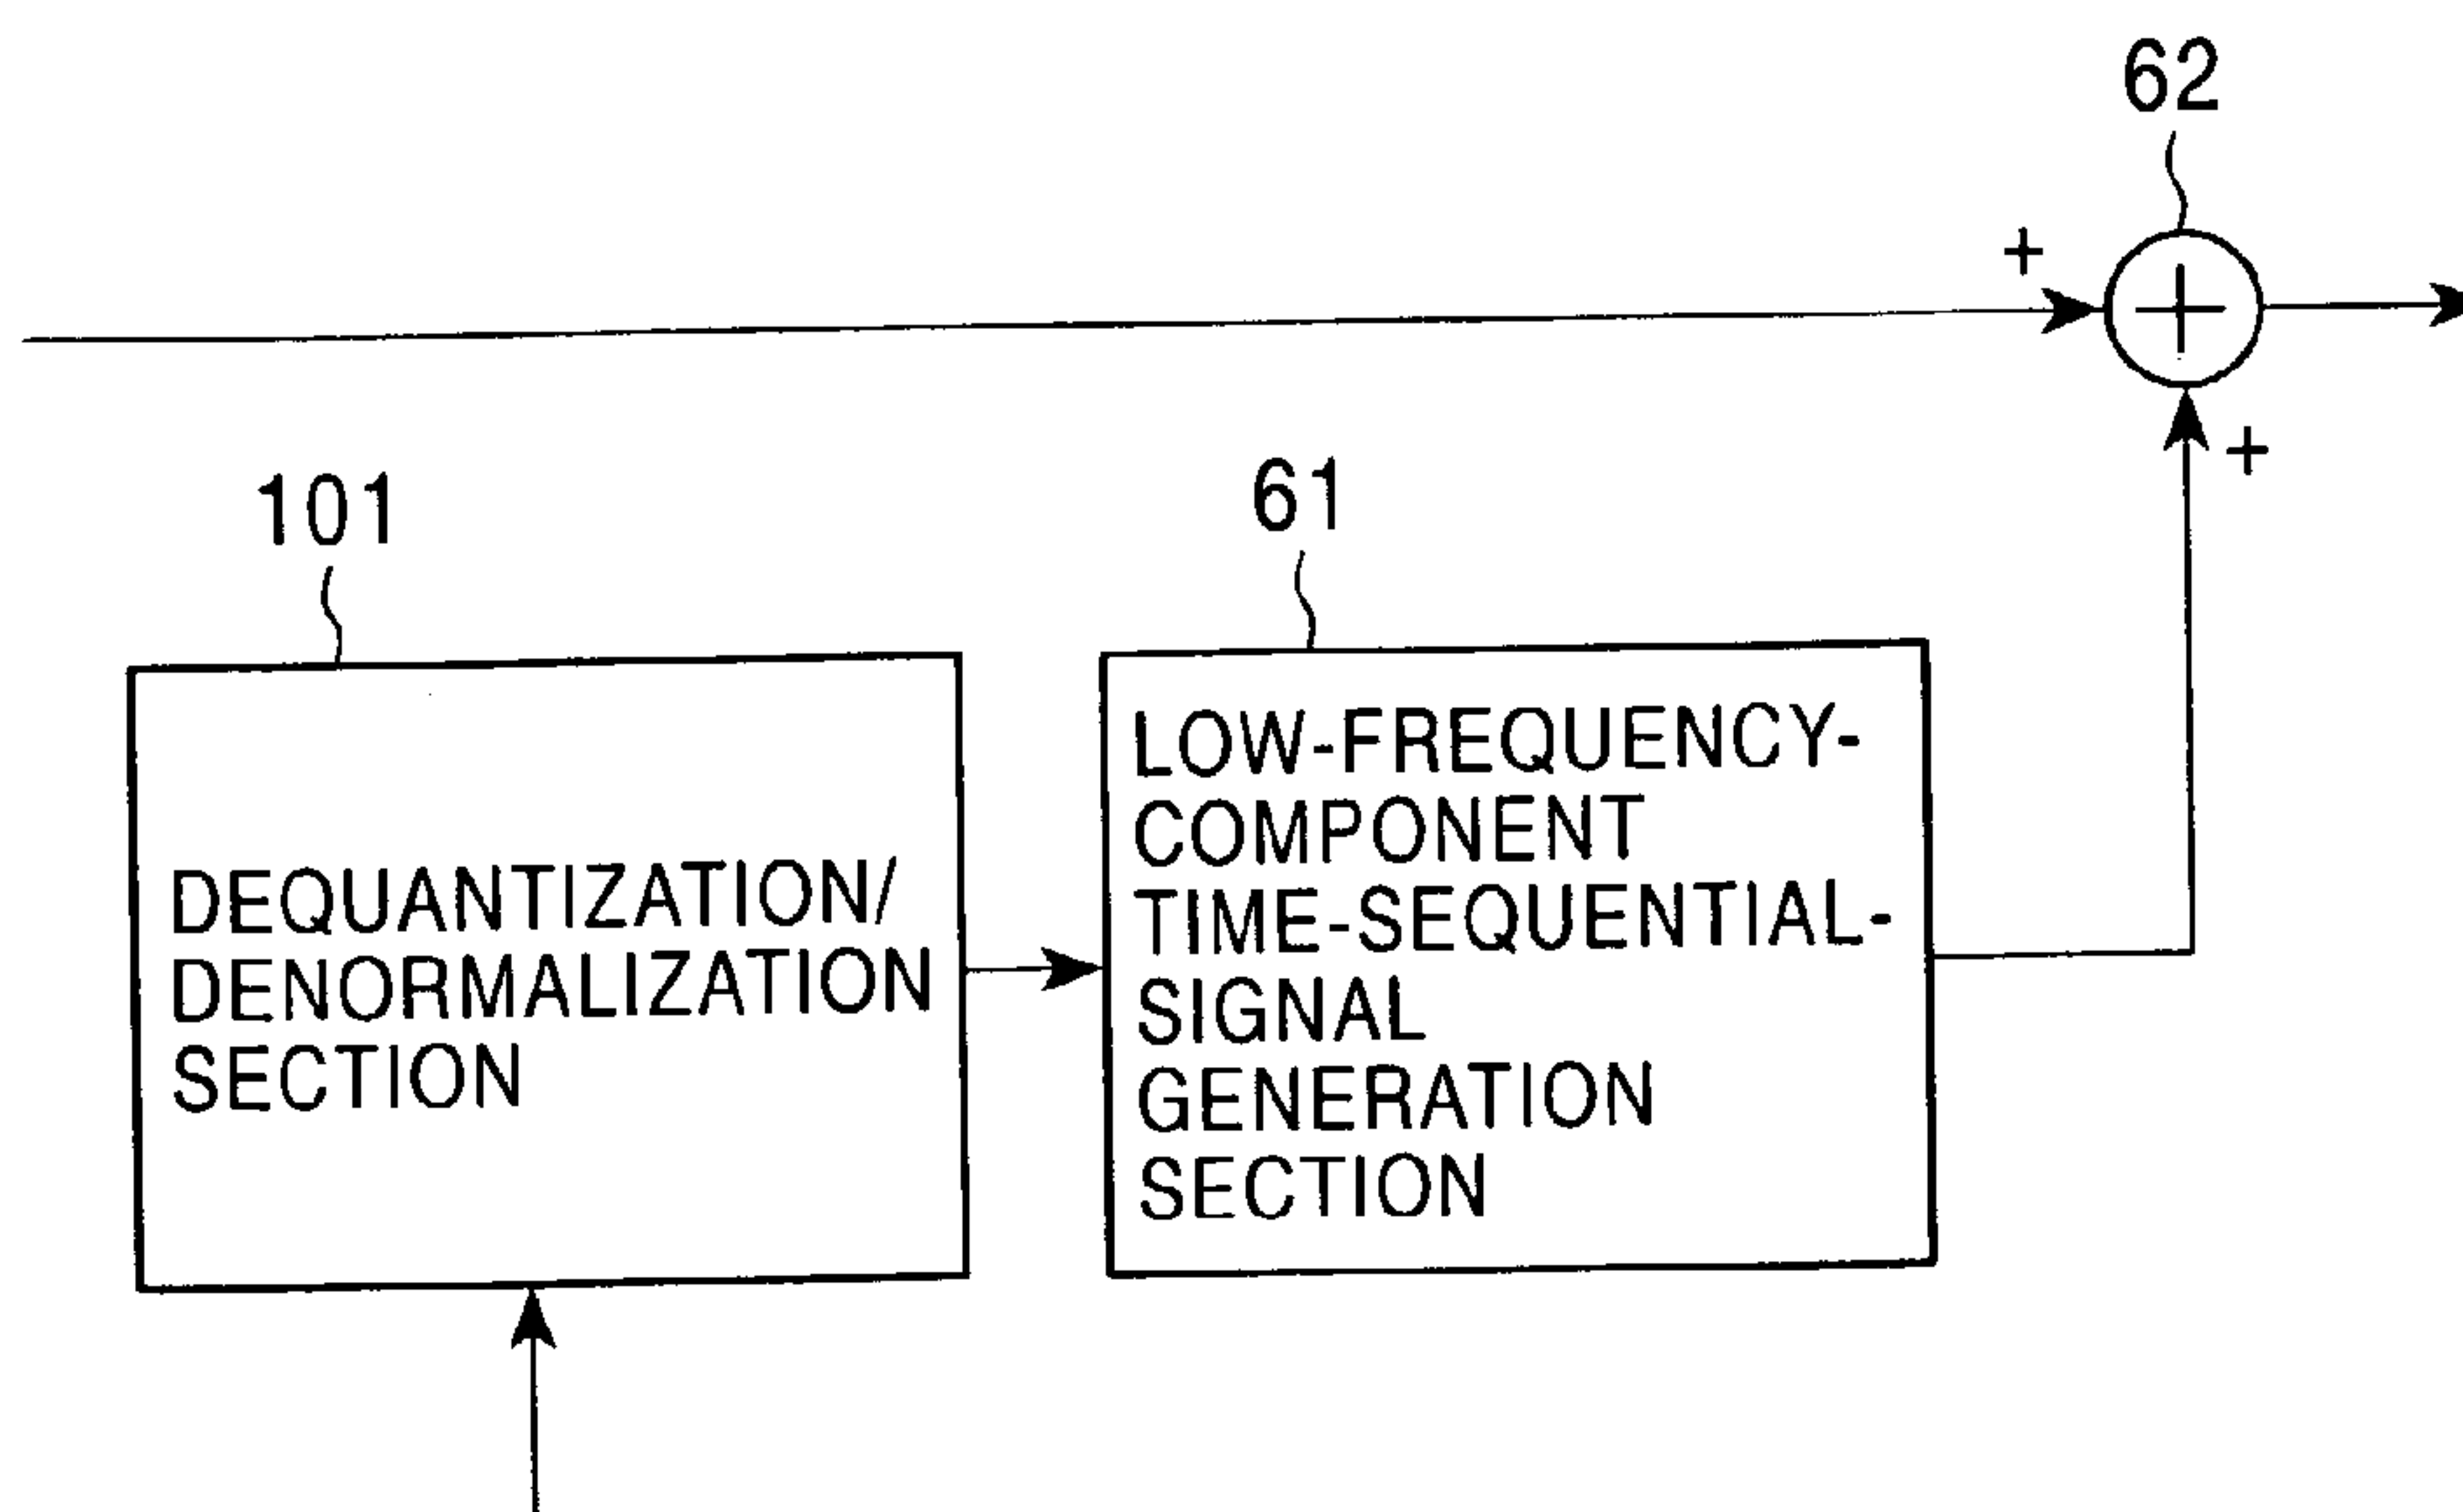 62
+
+
+
101
61
DEQUANTIZATION/
DENORMALIZATION
SECTION
LOW-FREQUENCY-
COMPONENT
TIME-SEQUENTIAL-
SIGNAL
GENERATION
SECTION